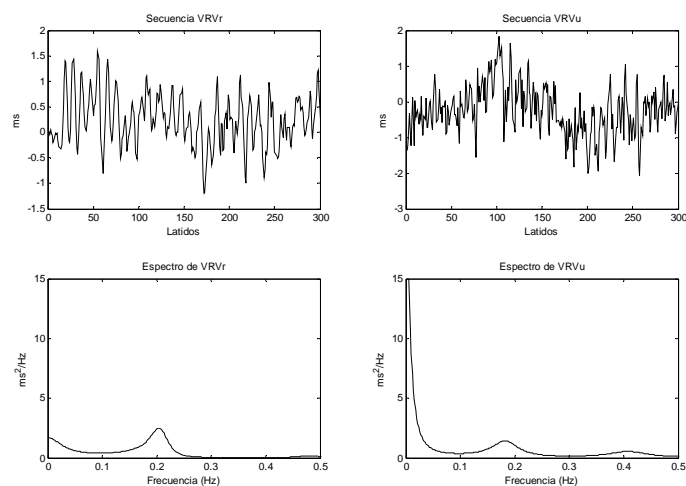 Secuencia VRVr
2
1.5
1
0.5
0
-0.5
-1
-1.5
ms
0 50 100 150 200 250 300
Latidos
Secuencia VRVu
2
1
0
-1
-2
-3
ms
0 50 100 150 200 250 300
Latidos
Espectro de VRVr
15
10
5
0
ms²/Hz
0 0.1 0.2 0.3 0.4 0.5
Frecuencia (Hz)
Espectro de VRVu
15
10
5
0
ms²/Hz
0 0.1 0.2 0.3 0.4 0.5
Frecuencia (Hz)